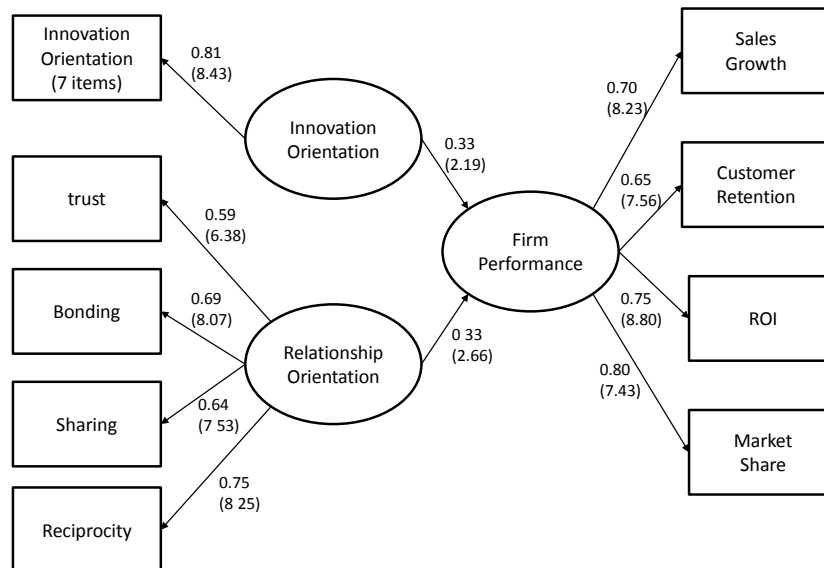 Innovation
Orientation
(7 items)
0.81
(8.43)
Innovation
Orientation
trust
0.59
(6.38)
Bonding
0.69
(8.07)
Relationship
Orientation
Sharing
0.64
(7 53)
Reciprocity
0.75
(8 25)
0.33
(2.19)
0 33
(2.66)
Firm
Performance
0.70
(8.23)
Sales
Growth
0.65
(7.56)
Customer
Retention
0.75
(8.80)
ROI
0.80
(7.43)
Market
Share